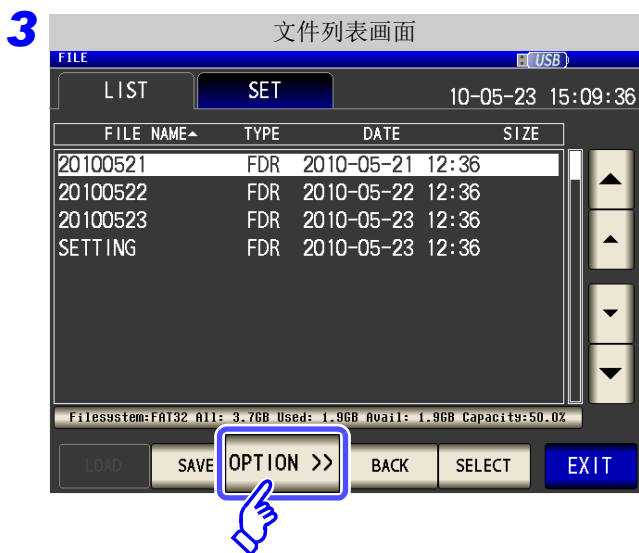 3 文件列表画面
FILE USB
LIST SET 10-05-23 15:09:36
FILE NAME▲ TYPE DATE SIZE
20100521 FDR 2010-05-21 12:36
20100522 FDR 2010-05-22 12:36
20100523 FDR 2010-05-23 12:36
SETTING FDR 2010-05-23 12:36
Filesystem:FAT32 All: 3.7GB Used: 1.9GB Avail: 1.9GB Capacity:50.0%
LOAD SAVE OPTION >> BACK SELECT EXIT